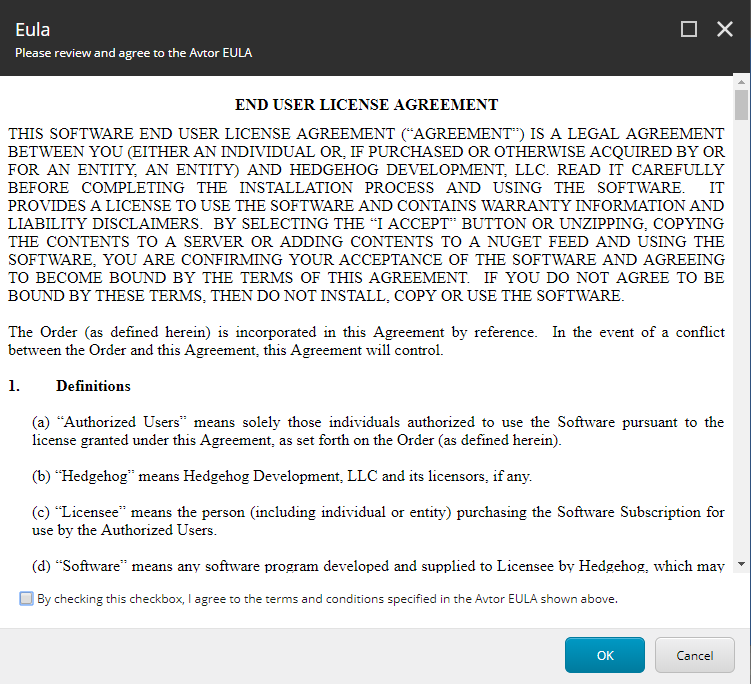 Eula
Please review and agree to the Avtor EULA
END USER LICENSE AGREEMENT
THIS SOFTWARE END USER LICENSE AGREEMENT (“AGREEMENT”) IS A LEGAL AGREEMENT
BETWEEN YOU (EITHER AN INDIVIDUAL OR, IF PURCHASED OR OTHERWISE ACQUIRED BY OR
FOR AN ENTITY, AN ENTITY) AND HEDGEHOG DEVELOPMENT, LLC. READ IT CAREFULLY
BEFORE COMPLETING THE INSTALLATION PROCESS AND USING THE SOFTWARE. IT
PROVIDES A LICENSE TO USE THE SOFTWARE AND CONTAINS WARRANTY INFORMATION AND
LIABILITY DISCLAIMERS. BY SELECTING THE “I ACCEPT” BUTTON OR UNZIPPING, COPYING
THE CONTENTS TO A SERVER OR ADDING CONTENTS TO A NUGET FEED AND USING THE
SOFTWARE, YOU ARE CONFIRMING YOUR ACCEPTANCE OF THE SOFTWARE AND AGREEING
TO BECOME BOUND BY THE TERMS OF THIS AGREEMENT. IF YOU DO NOT AGREE TO BE
BOUND BY THESE TERMS, THEN DO NOT INSTALL, COPY OR USE THE SOFTWARE.
The Order (as defined herein) is incorporated in this Agreement by reference. In the event of a conflict
between the Order and this Agreement, this Agreement will control.
1. Definitions
(a) “Authorized Users” means solely those individuals authorized to use the Software pursuant to the
license granted under this Agreement, as set forth on the Order (as defined herein).
(b) “Hedgehog” means Hedgehog Development, LLC and its licensors, if any.
(c) “Licensee” means the person (including individual or entity) purchasing the Software Subscription for
use by the Authorized Users.
(d) “Software” means any software program developed and supplied to Licensee by Hedgehog, which may
By checking this checkbox, I agree to the terms and conditions specified in the Avtor EULA shown above.
OK
Cancel